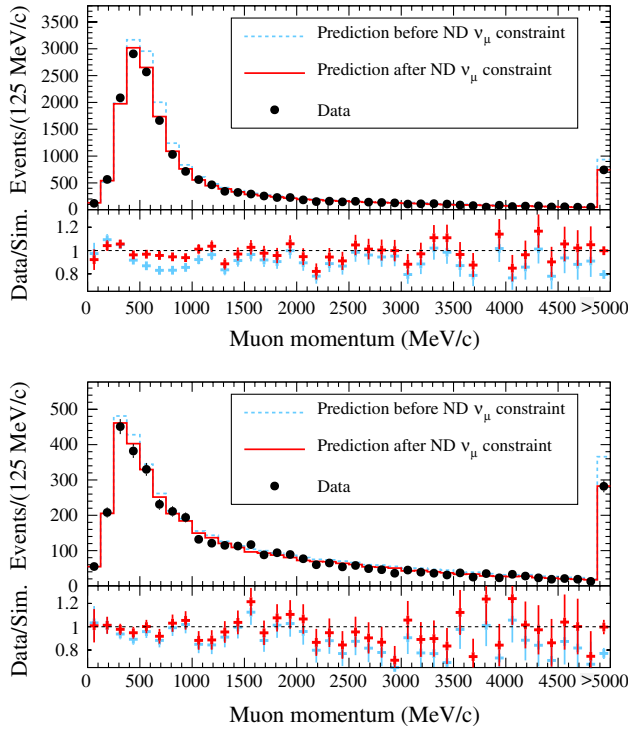 Events/(125 MeV/c)
3500
3000
2500
2000
1500
1000
500
0
Prediction before ND νμ constraint
Prediction after ND νμ constraint
Data
Data/Sim.
1.2
1
0.8
0 500 1000 1500 2000 2500 3000 3500 4000 4500 >5000
Muon momentum (MeV/c)
Events/(125 MeV/c)
500
400
300
200
100
0
Prediction before ND νμ constraint
Prediction after ND νμ constraint
Data
Data/Sim.
1.2
1
0.8
0 500 1000 1500 2000 2500 3000 3500 4000 4500 >5000
Muon momentum (MeV/c)